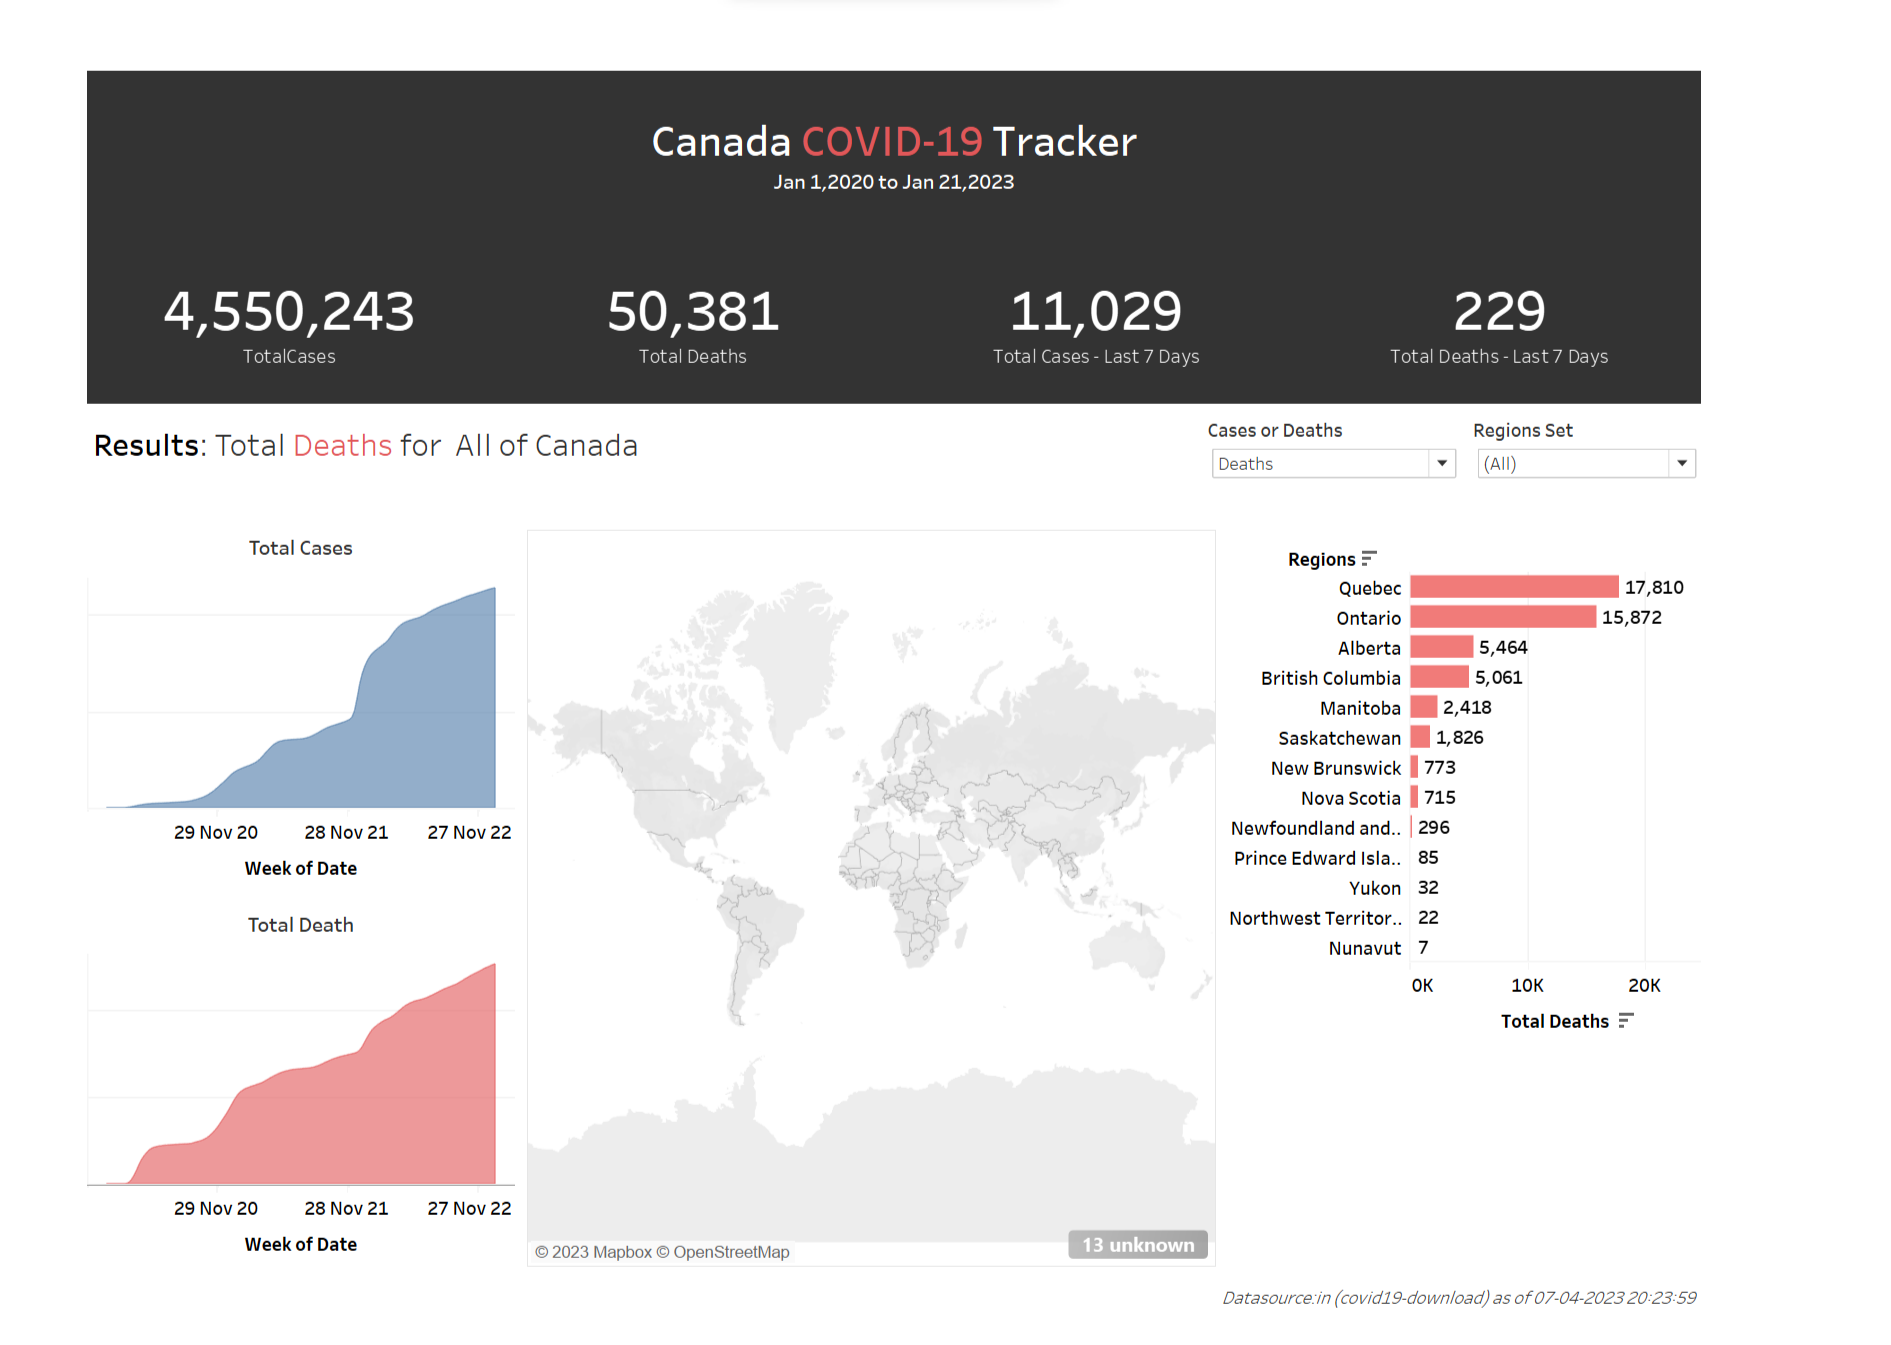 Canada COVID-19 Tracker
Jan 1,2020 to Jan 21,2023
4,550,243
TotalCases
50,381
Total Deaths
11,029
Total Cases - Last 7 Days
229
Total Deaths - Last 7 Days
Results: Total Deaths for All of Canada
Cases or Deaths
Deaths
Regions Set
(All)
Total Cases
29 Nov 20 28 Nov 21 27 Nov 22
Week of Date
Total Death
29 Nov 20 28 Nov 21 27 Nov 22
Week of Date
© 2023 Mapbox © OpenStreetMap
13 unknown
Regions
Quebec 17,810
Ontario 15,872
Alberta 5,464
British Columbia 5,061
Manitoba 2,418
Saskatchewan 1,826
New Brunswick 773
Nova Scotia 715
Newfoundland and.. 296
Prince Edward Isla.. 85
Yukon 32
Northwest Territor.. 22
Nunavut 7
0K 10K 20K
Total Deaths
Datasource:in (covid19-download) as of 07-04-2023 20:23:59